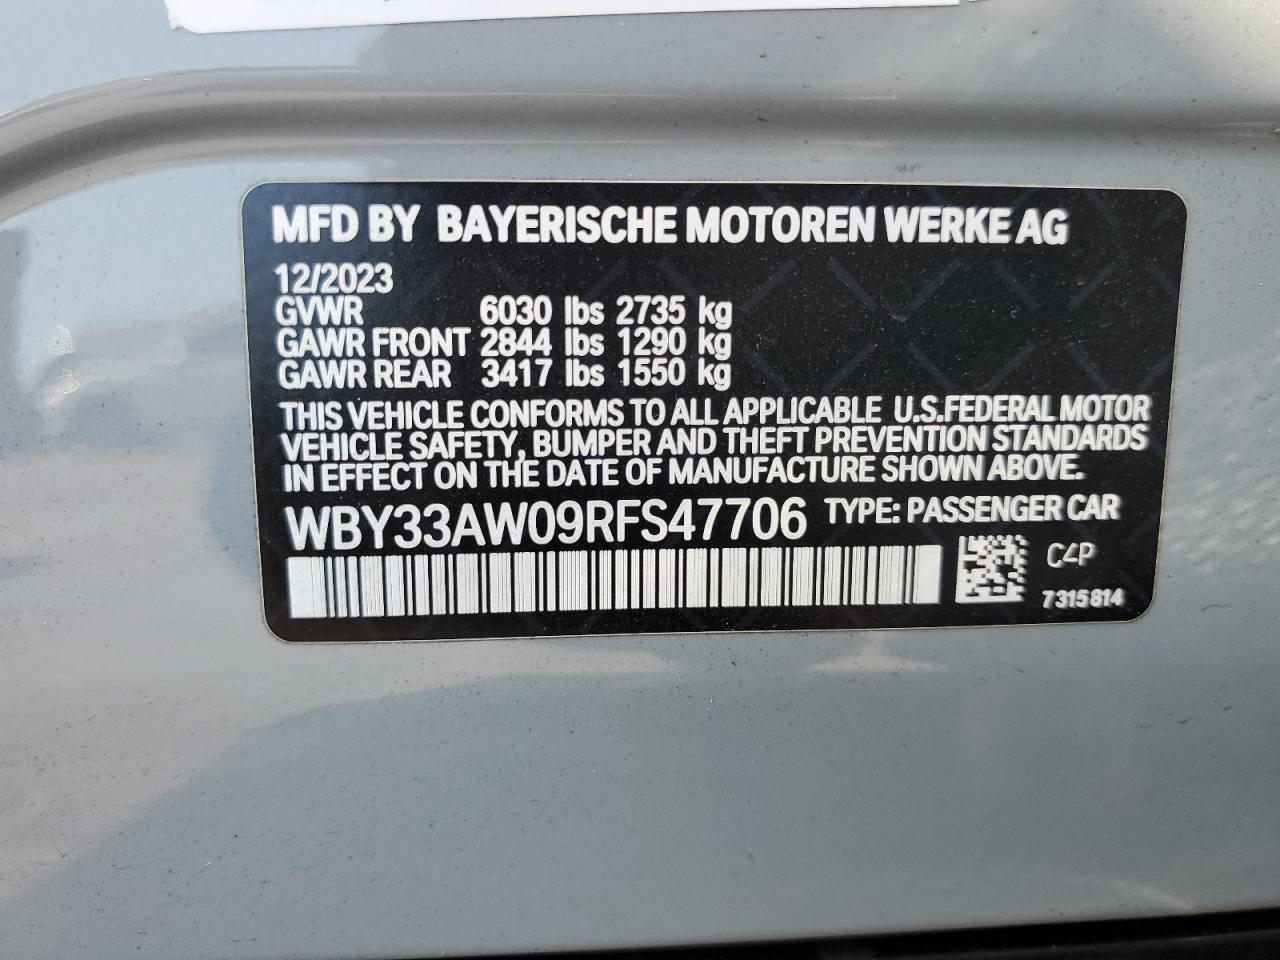 MFD BY BAYERISCHE MOTOREN WERKE AG
12/2023
GVWR 6030 lbs 2735 kg
GAWR FRONT 2844 lbs 1290 kg
GAWR REAR 3417 lbs 1550 kg
THIS VEHICLE CONFORMS TO ALL APPLICABLE U.S.FEDERAL MOTOR
VEHICLE SAFETY, BUMPER AND THEFT PREVENTION STANDARDS
IN EFFECT ON THE DATE OF MANUFACTURE SHOWN ABOVE.
WBY33AW09RFS47706 TYPE: PASSENGER CAR
C4P
7315814